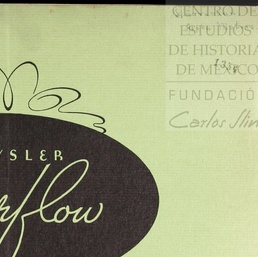 CENTRO DE
ESTUDIOS
DE HISTORIA
DE MEXICO
FUNDACIÓ
Carlos Slim
YSLER
rflow